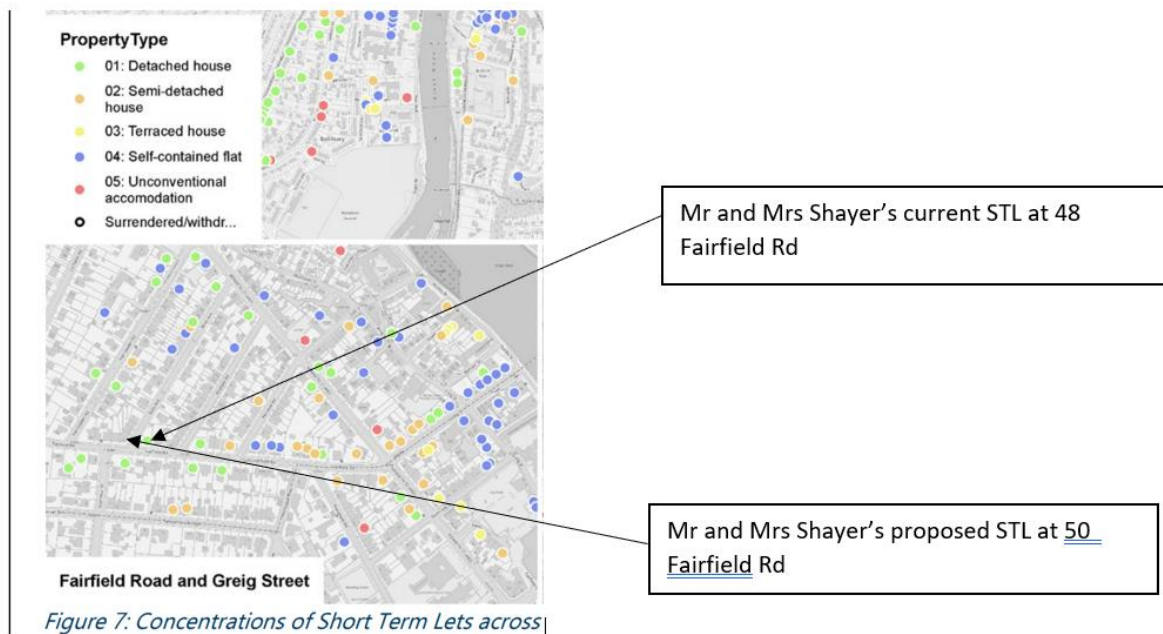 PropertyType
01: Detached house
02: Semi-detached
house
03: Terraced house
04: Self-contained flat
05: Unconventional
accomodation
Surrendered/withdr...
Mr and Mrs Shayer's current STL at 48
Fairfield Rd
Mr and Mrs Shayer's proposed STL at 50
Fairfield Rd
Fairfield Road and Greig Street
Figure 7: Concentrations of Short Term Lets across